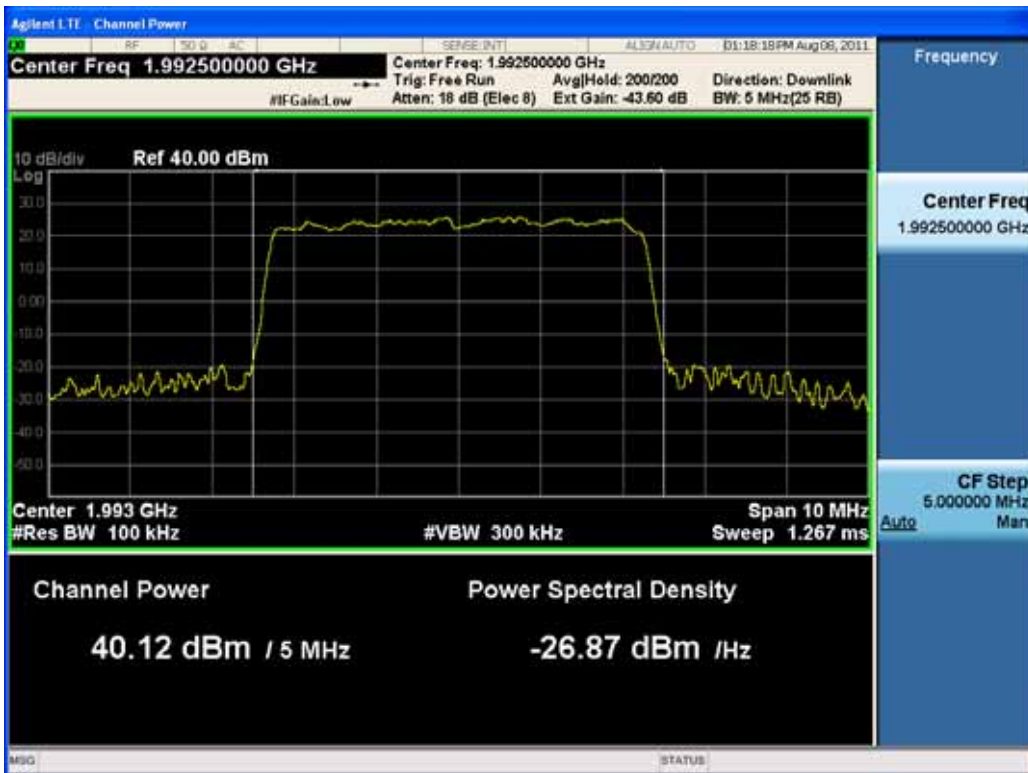 Agilent LTE - Channel Power
LXI RF 50 Ω AC SENSE:INT ALIGN AUTO 01:18:18 PM Aug 08, 2011
Center Freq 1.992500000 GHz
Center Freq: 1.992500000 GHz
Trig: Free Run Avg|Hold: 200/200 Direction: Downlink
#IFGain:Low Atten: 18 dB (Elec 8) Ext Gain: -43.60 dB BW: 5 MHz(25 RB)
10 dB/div Ref 40.00 dBm
Log
30.0
20.0
10.0
0.00
-10.0
-20.0
-30.0
-40.0
-50.0
Center 1.993 GHz Span 10 MHz
#Res BW 100 kHz #VBW 300 kHz Sweep 1.267 ms
Channel Power Power Spectral Density
40.12 dBm / 5 MHz -26.87 dBm /Hz
MSG STATUS
Frequency
Center Freq
1.992500000 GHz
CF Step
5.000000 MHz
Auto Man